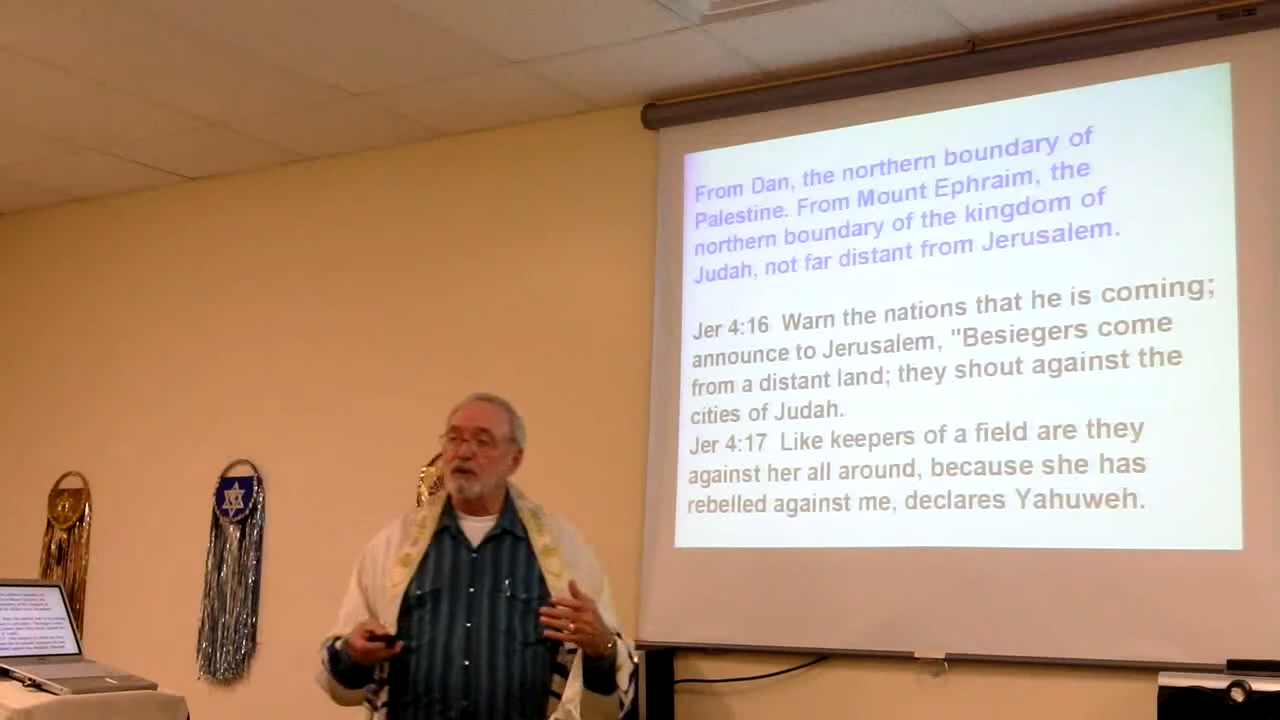 From Dan, the northern boundary of
Palestine. From Mount Ephraim, the
northern boundary of the kingdom of
Judah, not far distant from Jerusalem.
Jer 4:16 Warn the nations that he is coming;
announce to Jerusalem, "Besiegers come
from a distant land; they shout against the
cities of Judah.
Jer 4:17 Like keepers of a field are they
against her all around, because she has
rebelled against me, declares Yahuweh.